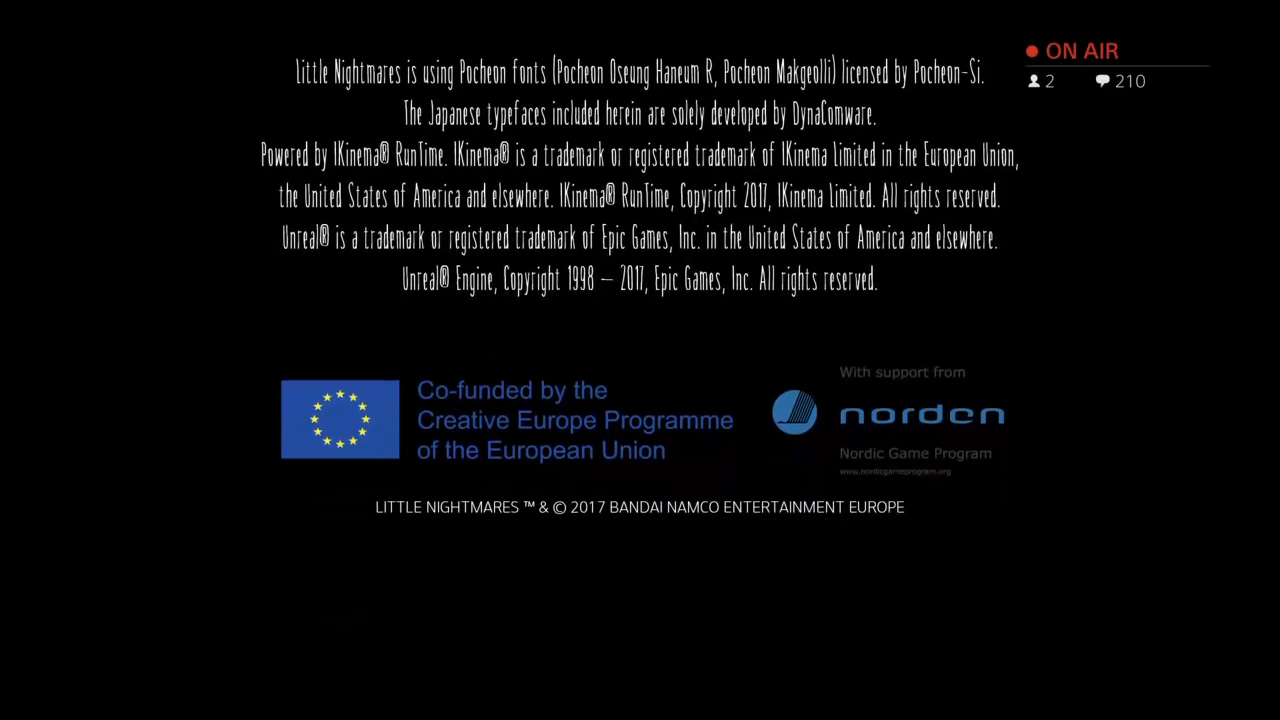 ON AIR
2 210
Little Nightmares is using Pocheon fonts (Pocheon Oseung Haneum R, Pocheon Makgeolli) licensed by Pocheon-Si.
The Japanese typefaces included herein are solely developed by DynaComware.
Powered by IKinema® RunTime. IKinema® is a trademark or registered trademark of IKinema Limited in the European Union,
the United States of America and elsewhere. IKinema® RunTime, Copyright 2017, IKinema Limited. All rights reserved.
Unreal® is a trademark or registered trademark of Epic Games, Inc. in the United States of America and elsewhere.
Unreal® Engine, Copyright 1998 – 2017, Epic Games, Inc. All rights reserved.
Co-funded by the
Creative Europe Programme
of the European Union
With support from
norden
Nordic Game Program
www.nordicgameprogram.org
LITTLE NIGHTMARES ™ & © 2017 BANDAI NAMCO ENTERTAINMENT EUROPE